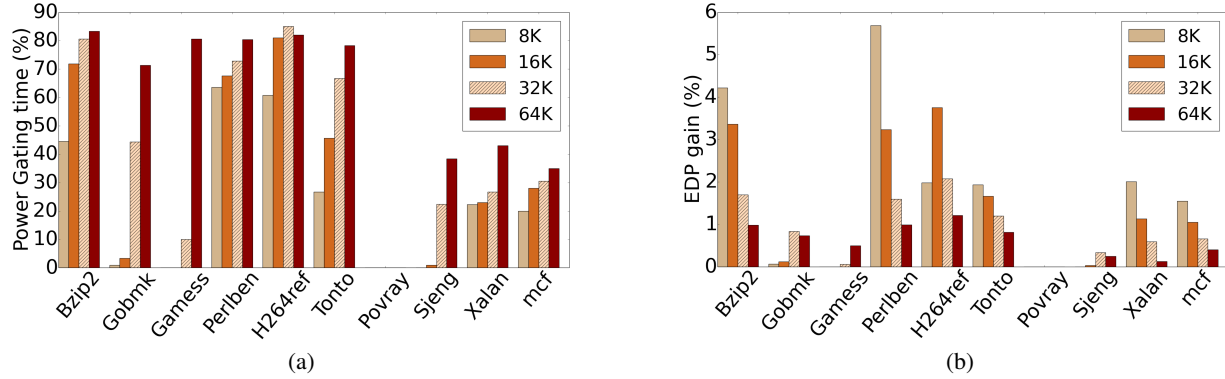 Power Gating time (%)
90
80
70
60
50
40
30
20
10
0
8K
16K
32K
64K
Bzip2
Gobmk
Gamess
Perlben
H264ref
Tonto
Povray
Sjeng
Xalan
mcf
(a)
EDP gain (%)
6
5
4
3
2
1
0
8K
16K
32K
64K
Bzip2
Gobmk
Gamess
Perlben
H264ref
Tonto
Povray
Sjeng
Xalan
mcf
(b)